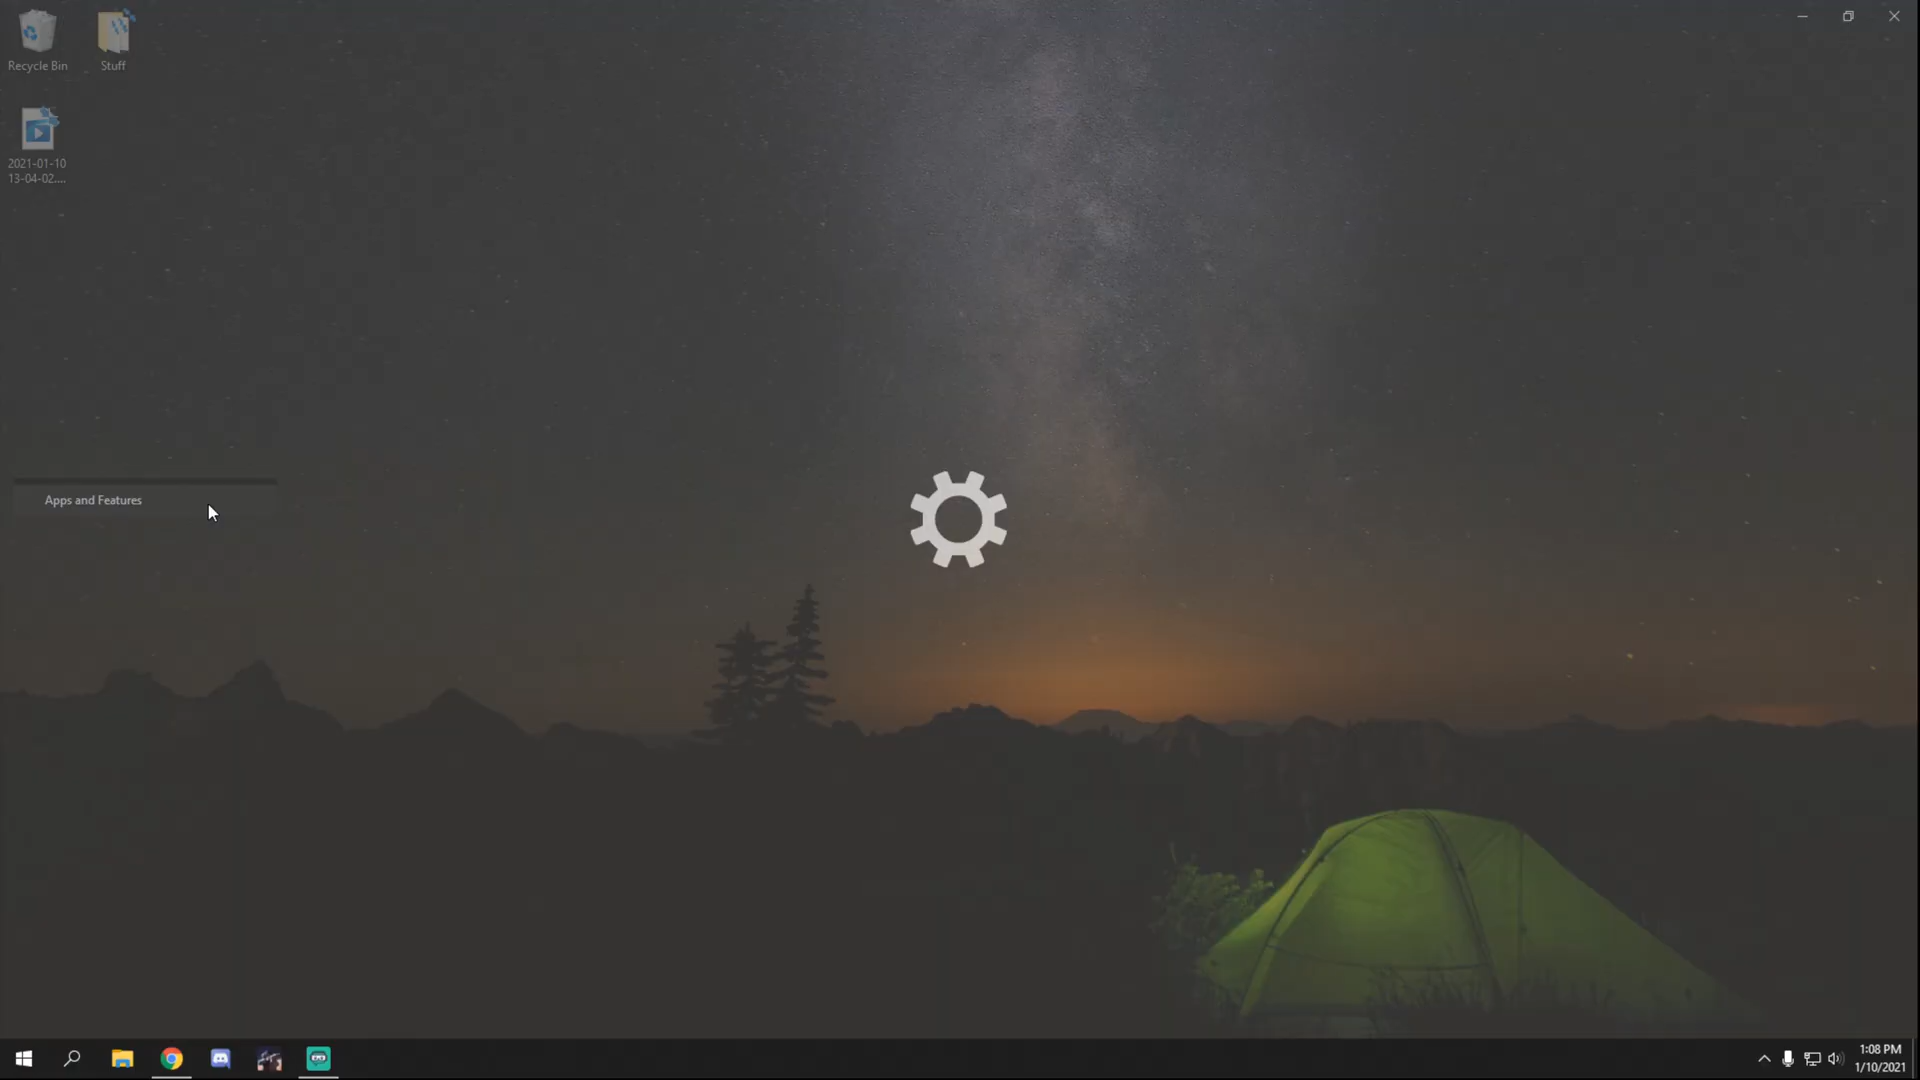 Recycle Bin
Stuff
2021-01-10
13-04-02....
Apps and Features
1:08 PM
1/10/2021